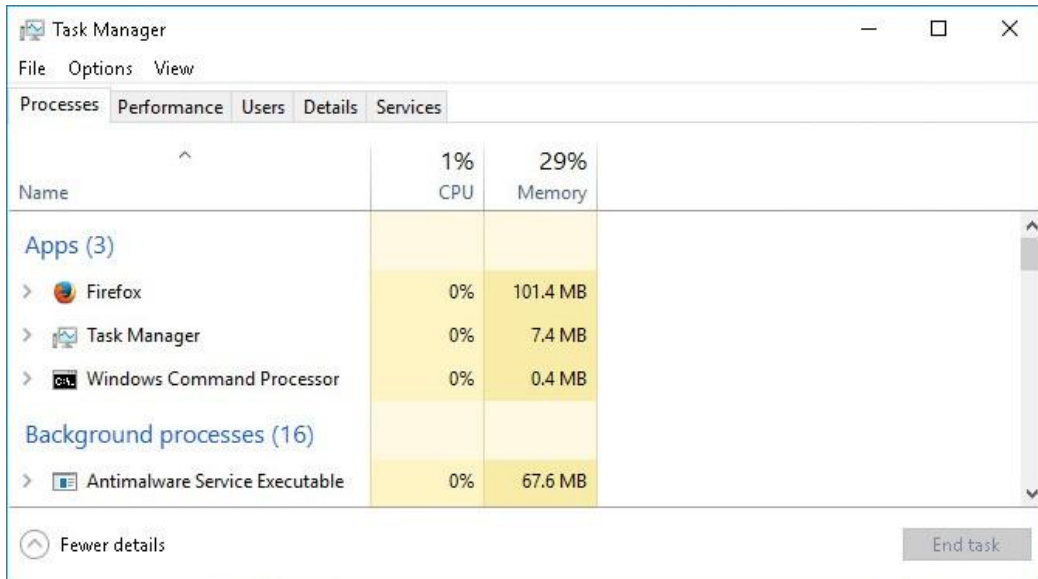 Task Manager
File Options View
Processes Performance Users Details Services
1% 29%
Name CPU Memory
Apps (3)
Firefox 0% 101.4 MB
Task Manager 0% 7.4 MB
Windows Command Processor 0% 0.4 MB
Background processes (16)
Antimalware Service Executable 0% 67.6 MB
Fewer details End task